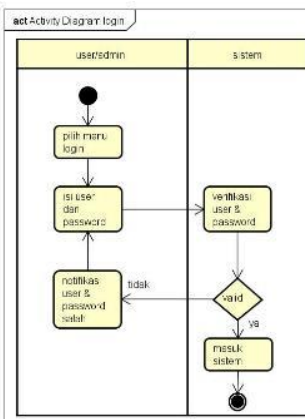 act Activity Diagram login
user/admin
sistem
pilih menu
login
isi user
dan
password
verifikasi
user &
password
notifikasi
user &
password
salah
tidak
valid
ya
masuk
sistem